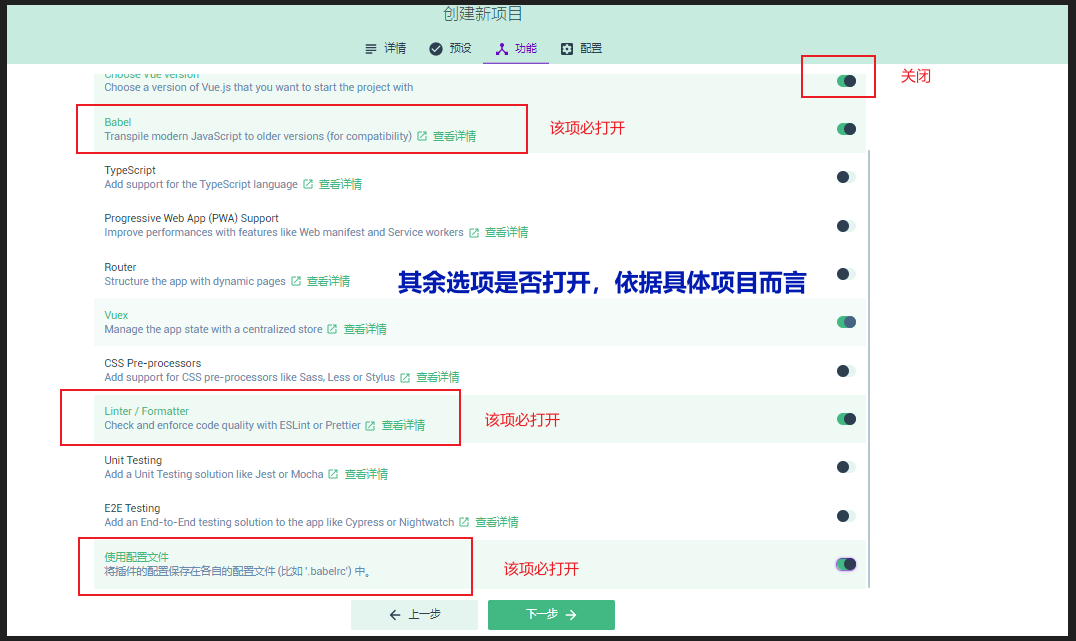 创建新项目
详情 预设 功能 配置
Choose Vue version
Choose a version of Vue.js that you want to start the project with
关闭
Babel
Transpile modern JavaScript to older versions (for compatibility) 查看详情
该项必打开
TypeScript
Add support for the TypeScript language 查看详情
Progressive Web App (PWA) Support
Improve performances with features like Web manifest and Service workers 查看详情
Router
Structure the app with dynamic pages 查看详情
其余选项是否打开，依据具体项目而言
Vuex
Manage the app state with a centralized store 查看详情
CSS Pre-processors
Add support for CSS pre-processors like Sass, Less or Stylus 查看详情
Linter / Formatter
Check and enforce code quality with ESLint or Prettier 查看详情
该项必打开
Unit Testing
Add a Unit Testing solution like Jest or Mocha 查看详情
E2E Testing
Add an End-to-End testing solution to the app like Cypress or Nightwatch 查看详情
使用配置文件
将插件的配置保存在各自的配置文件 (比如 '.babelrc') 中。
该项必打开
上一步 下一步